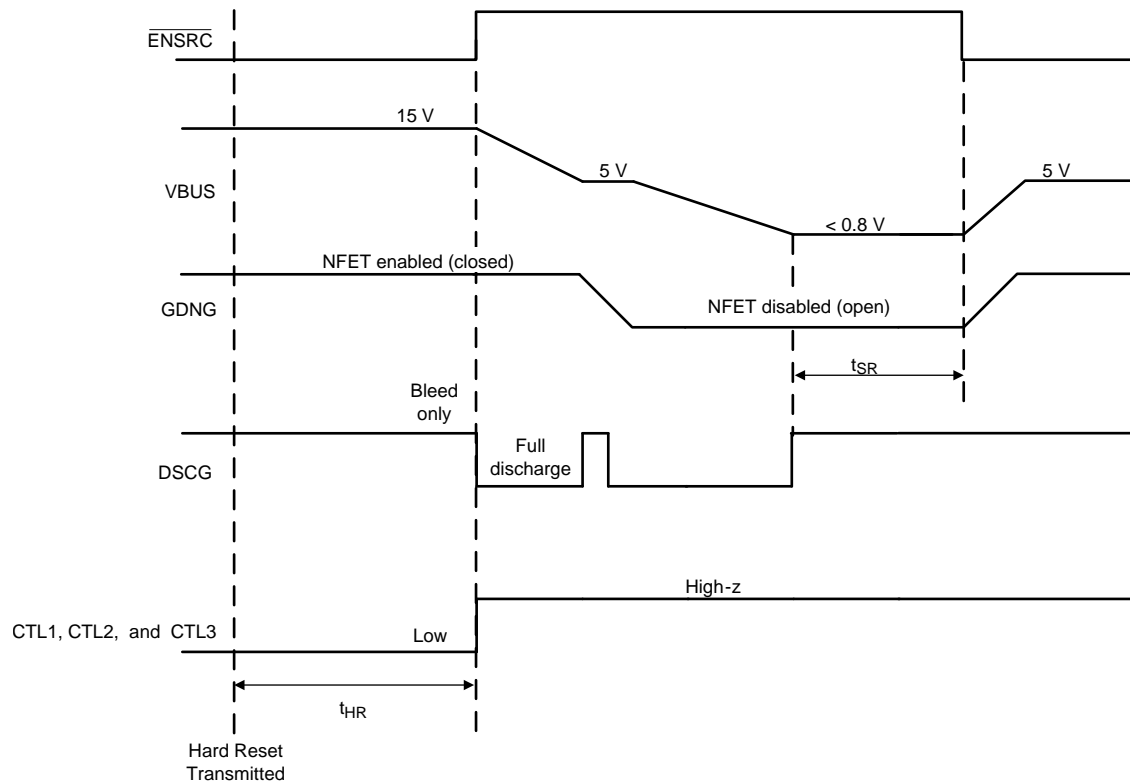 ENSRC
15 V
VBUS
5 V
5 V
< 0.8 V
NFET enabled (closed)
GDNG
NFET disabled (open)
tSR
Bleed
only
Full
discharge
DSCG
High-z
CTL1, CTL2, and CTL3
Low
tHR
Hard Reset
Transmitted